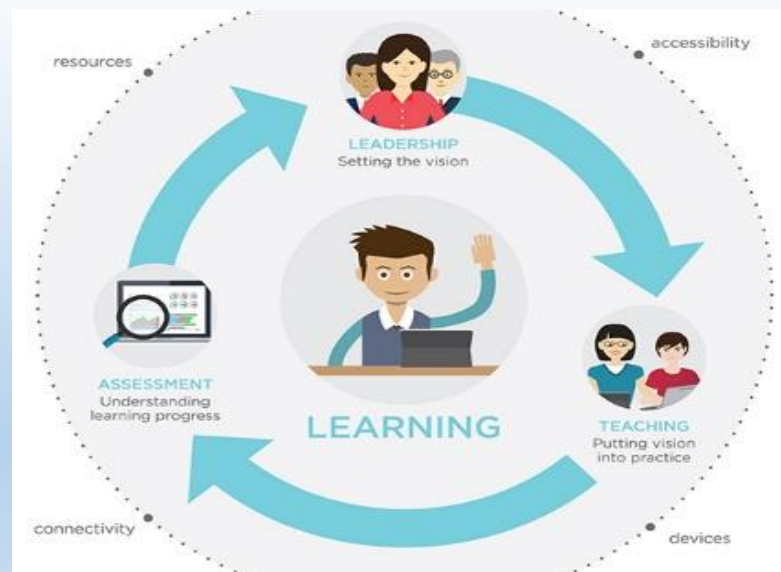 resources
accessibility
LEADERSHIP
Setting the vision
ASSESSMENT
Understanding
learning progress
LEARNING
TEACHING
Putting vision
into practice
connectivity
devices